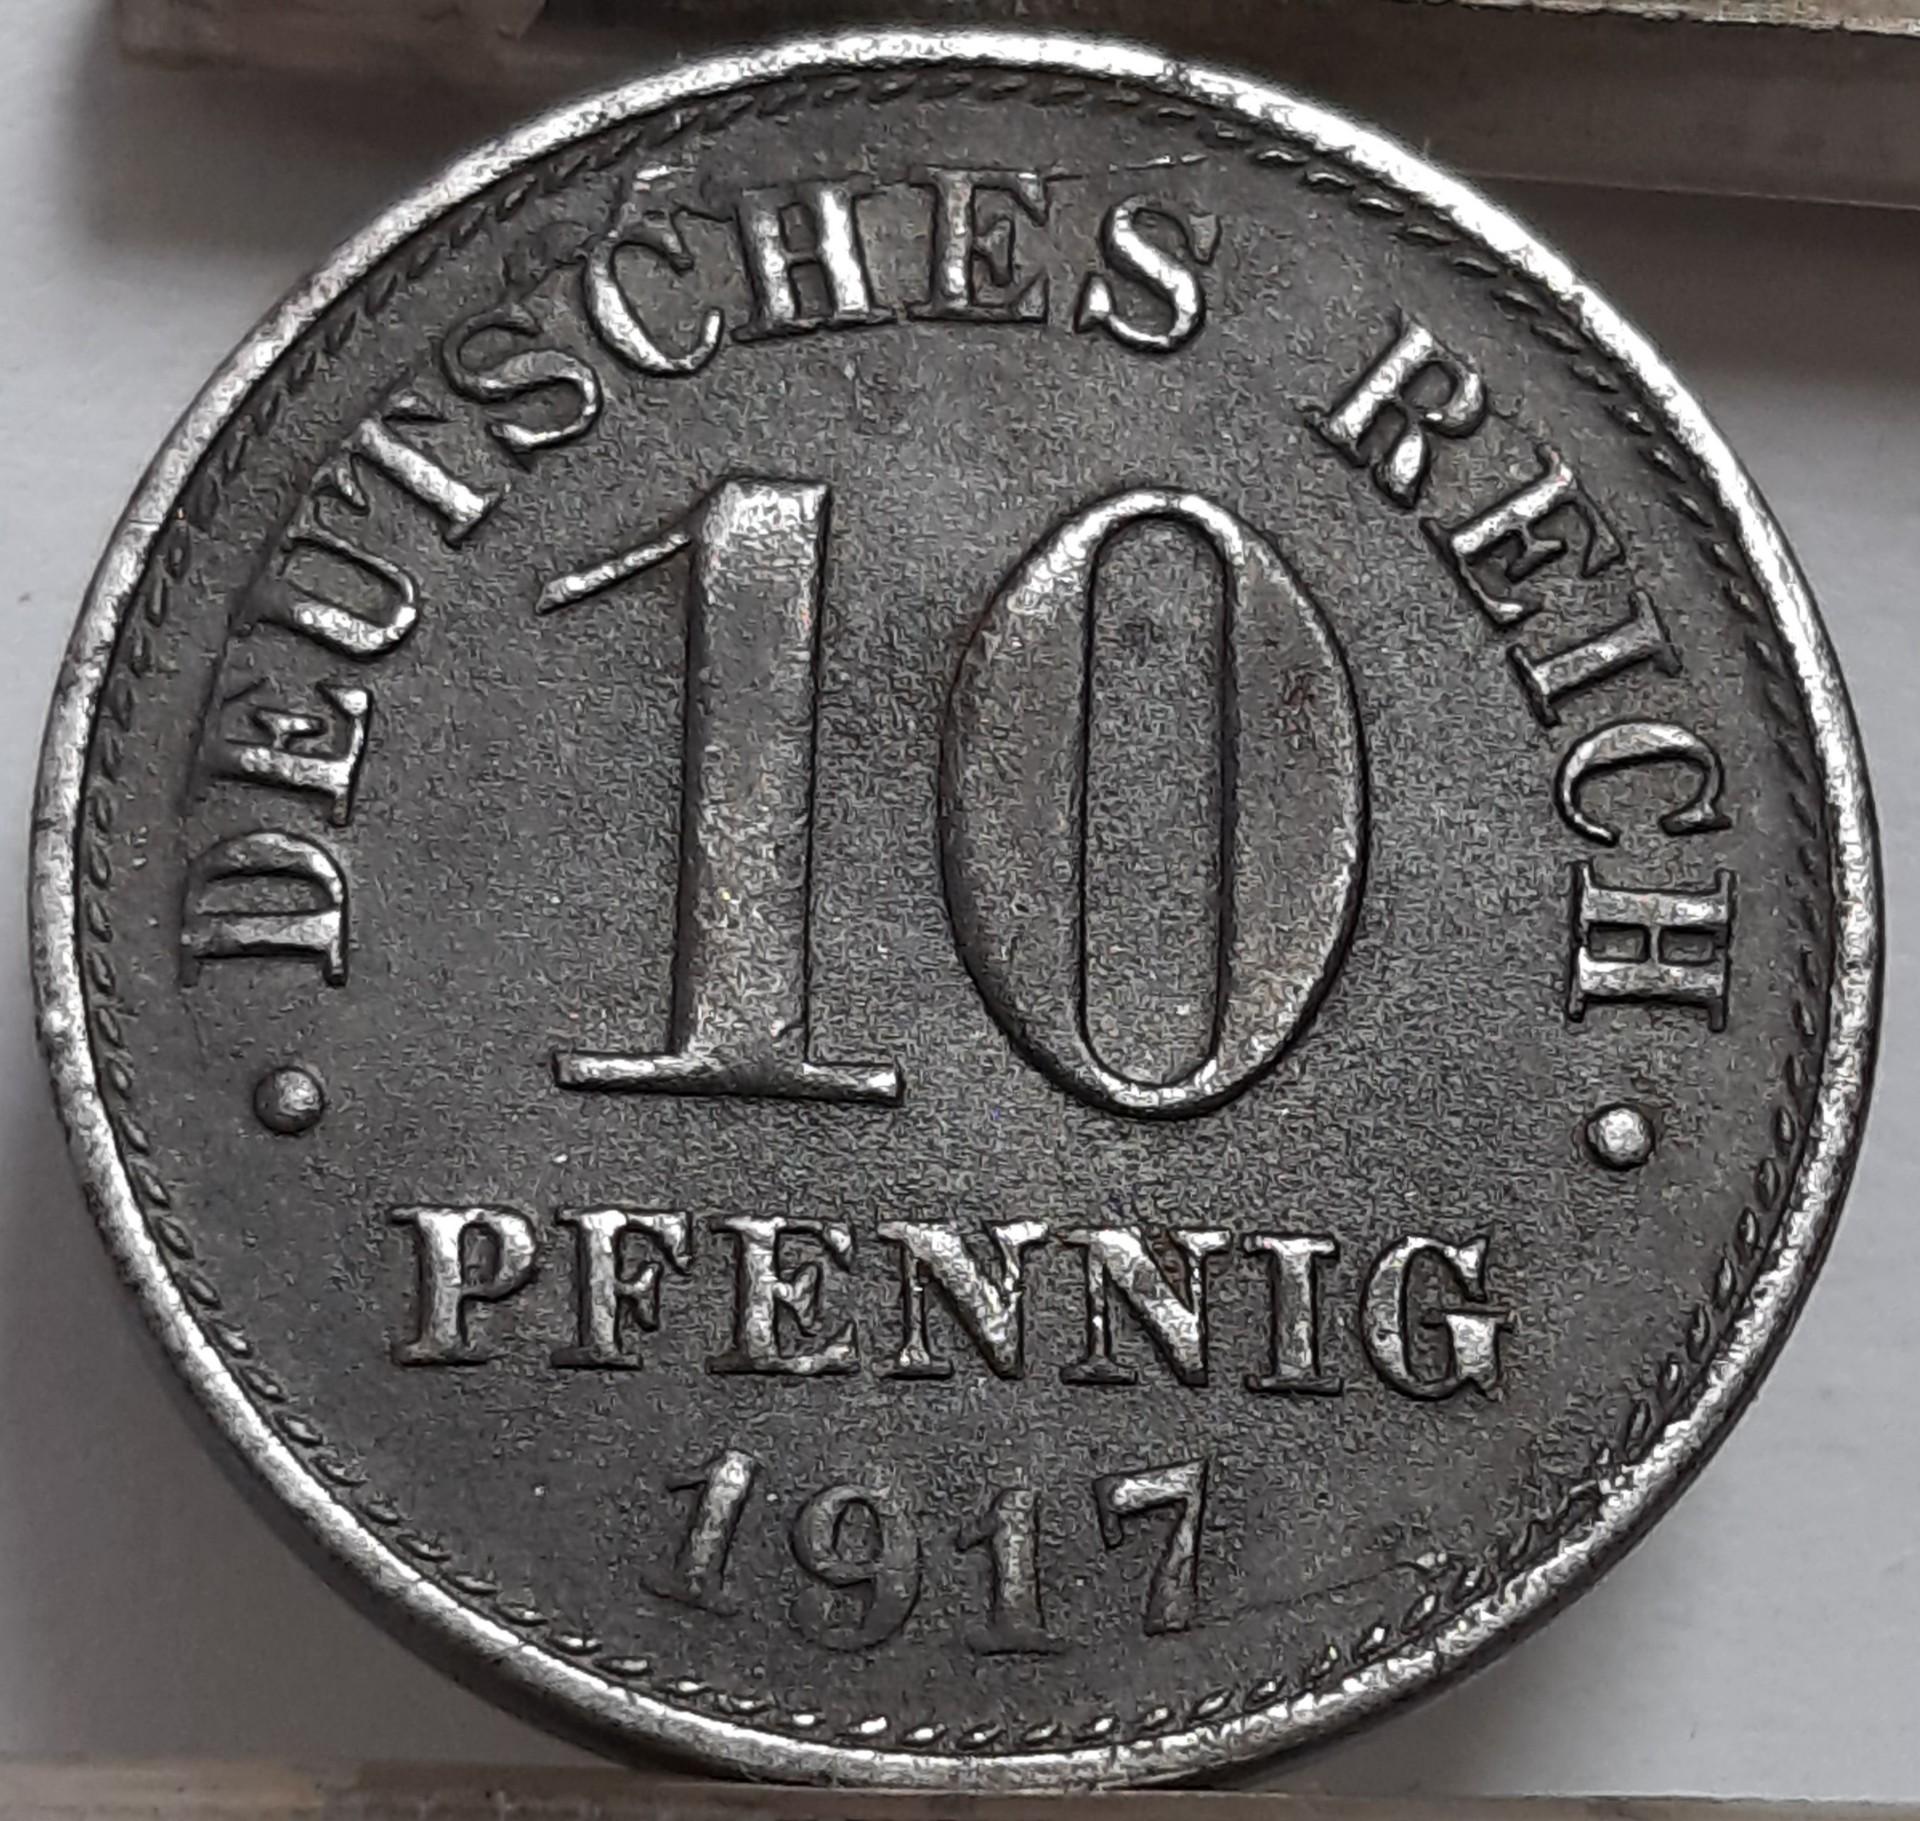 DEUTSCHES REICH
10
PFENNIG
1917